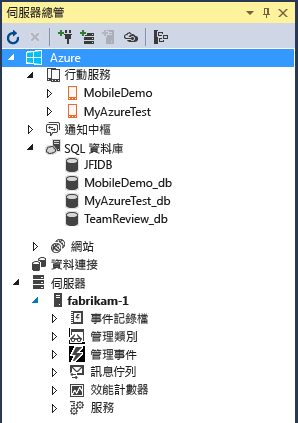 伺服器總管
Azure
行動服務
MobileDemo
MyAzureTest
通知中樞
SQL 資料庫
JFIDB
MobileDemo_db
MyAzureTest_db
TeamReview_db
網站
資料連接
伺服器
fabrikam-1
事件記錄檔
管理類別
管理事件
訊息佇列
效能計數器
服務